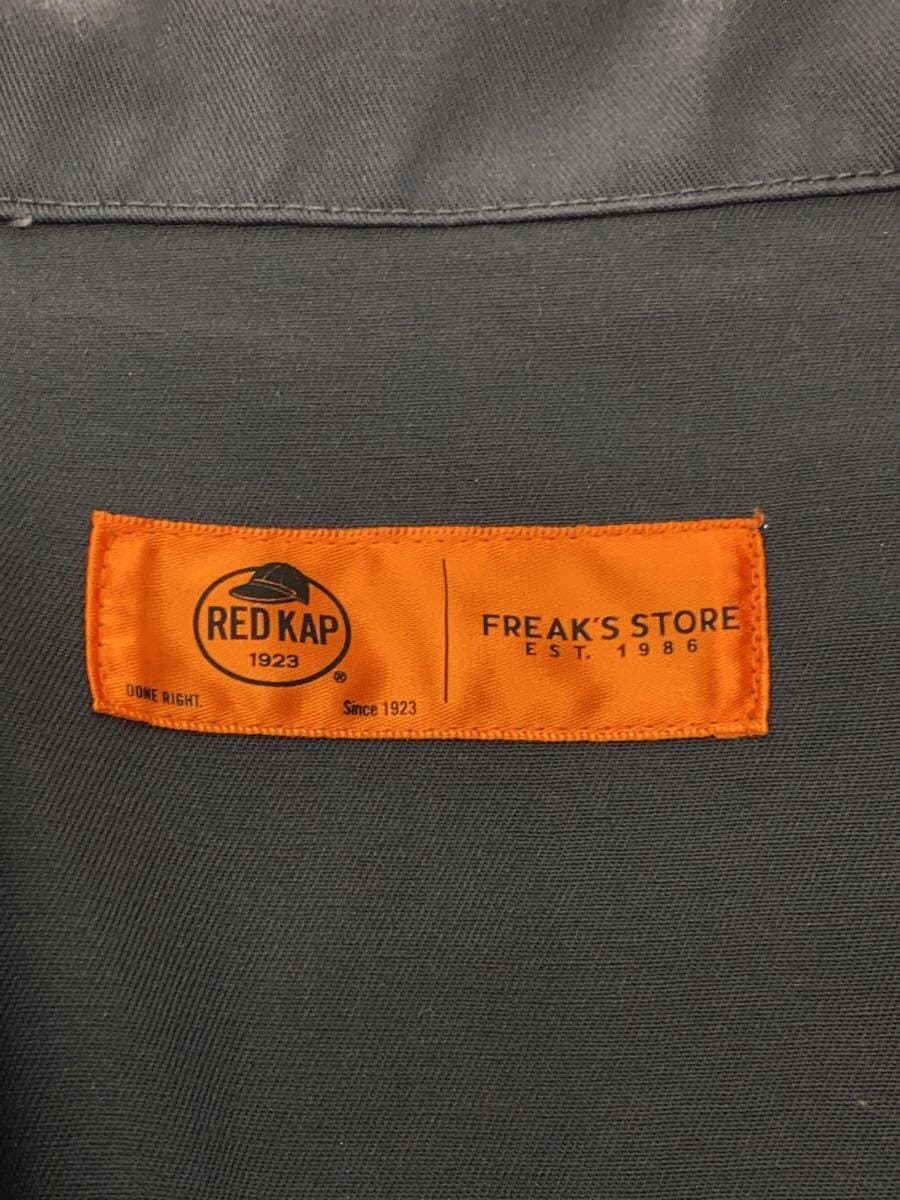 RED KAP
1923
®
DONE RIGHT.
Since 1923
FREAK'S STORE
EST. 1986